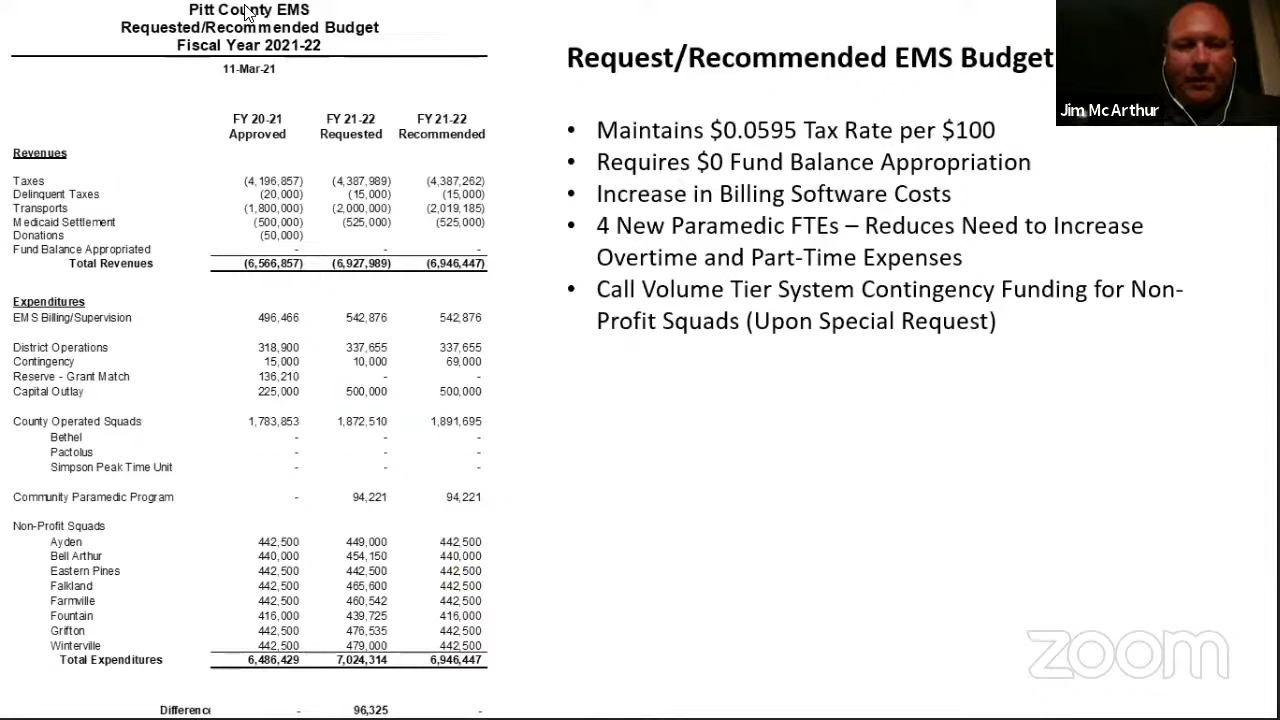 Pitt County EMS
Requested/Recommended Budget
Fiscal Year 2021-22
11-Mar-21
FY 20-21 FY 21-22 FY 21-22
Approved Requested Recommended
Revenues
Taxes (4,196,857) (4,387,989) (4,387,262)
Delinquent Taxes (20,000) (15,000) (15,000)
Transports (1,800,000) (2,000,000) (2,019,185)
Medicaid Settlement (500,000) (525,000) (525,000)
Donations (50,000)
Fund Balance Appropriated - - -
Total Revenues (6,566,857) (6,927,989) (6,946,447)
Expenditures
EMS Billing/Supervision 496,466 542,876 542,876
District Operations 318,900 337,655 337,655
Contingency 15,000 10,000 69,000
Reserve - Grant Match 136,210 - -
Capital Outlay 225,000 500,000 500,000
County Operated Squads 1,783,853 1,872,510 1,891,695
Bethel - - -
Pactolus - - -
Simpson Peak Time Unit - - -
Community Paramedic Program - 94,221 94,221
Non-Profit Squads
Ayden 442,500 449,000 442,500
Bell Arthur 440,000 454,150 440,000
Eastern Pines 442,500 442,500 442,500
Falkland 442,500 465,600 442,500
Farmville 442,500 460,542 442,500
Fountain 416,000 439,725 416,000
Grifton 442,500 476,535 442,500
Winterville 442,500 479,000 442,500
Total Expenditures 6,486,429 7,024,314 6,946,447
Differenc - 96,325 -
Request/Recommended EMS Budget
• Maintains $0.0595 Tax Rate per $100
• Requires $0 Fund Balance Appropriation
• Increase in Billing Software Costs
• 4 New Paramedic FTEs – Reduces Need to Increase
Overtime and Part-Time Expenses
• Call Volume Tier System Contingency Funding for Non-
Profit Squads (Upon Special Request)
Jim McArthur
zoom